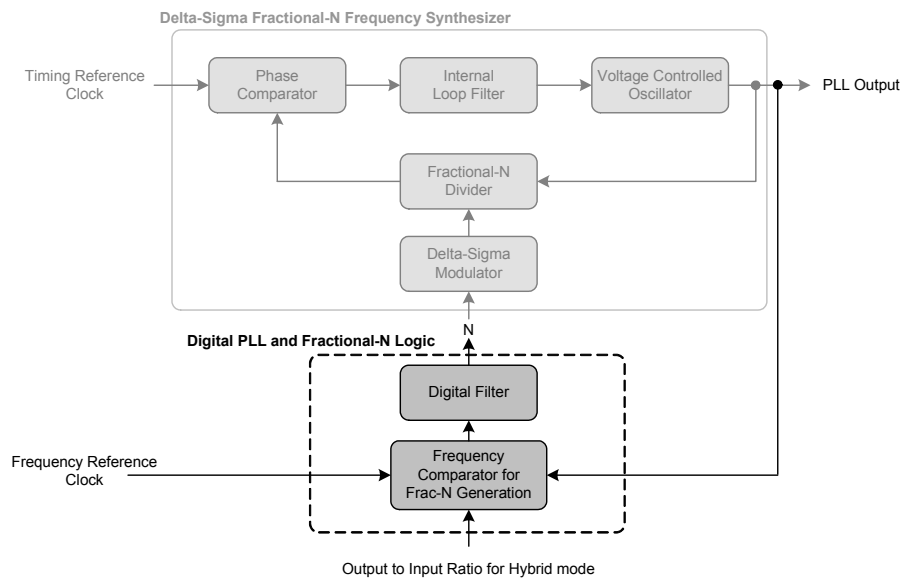 Delta-Sigma Fractional-N Frequency Synthesizer
Timing Reference
Clock
Phase
Comparator
Internal
Loop Filter
Voltage Controlled
Oscillator
PLL Output
Fractional-N
Divider
Delta-Sigma
Modulator
N
Digital PLL and Fractional-N Logic
Digital Filter
Frequency Reference
Clock
Frequency
Comparator for
Frac-N Generation
Output to Input Ratio for Hybrid mode